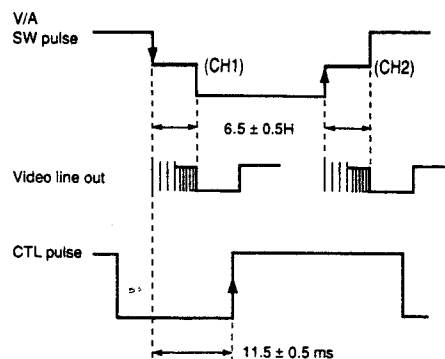 V/A
SW pulse
(CH1)
(CH2)
6.5 ± 0.5H
Video line out
CTL pulse
11.5 ± 0.5 ms